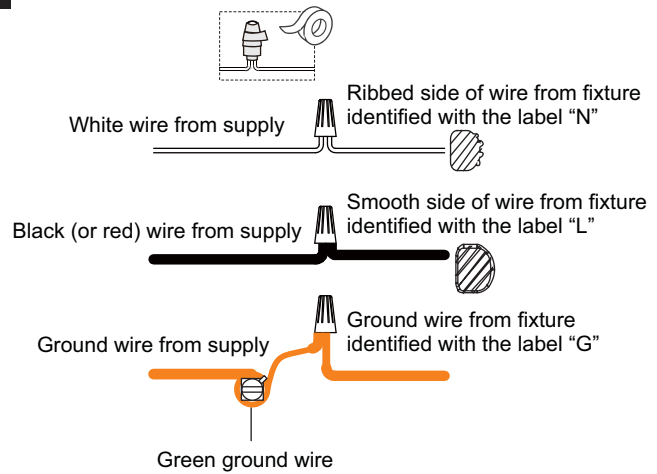 Ribbed side of wire from fixture
identified with the label “N”
White wire from supply
Smooth side of wire from fixture
identified with the label “L”
Black (or red) wire from supply
Ground wire from fixture
identified with the label “G”
Ground wire from supply
Green ground wire